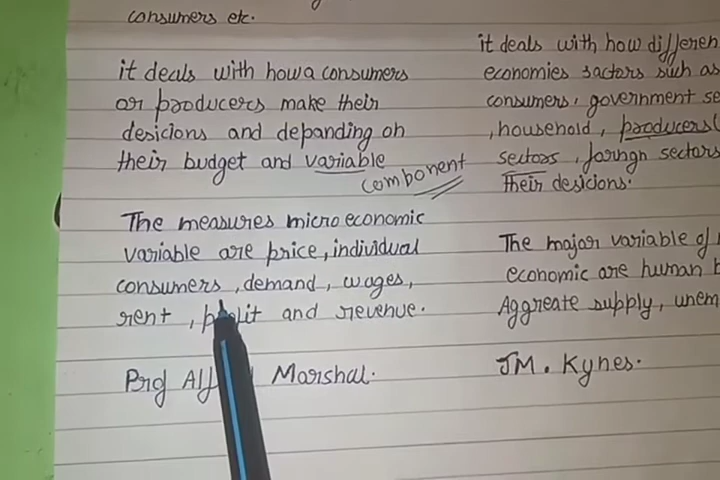 consumers etc.
it deals with how a consumers
or producers make their
desicions and depanding on
their budget and variable
component
The measures micro economic
variable are price, individual
consumers, demand, wages,
rent, and revenue.
Marshal.
it deals with how differen
economies sactors such as
consumers, government se
, household, producers (
sectors, forngn sectors
Their desicions.
The major variable of
economic are human
Aggreate supply, unem
JM. Kynes.